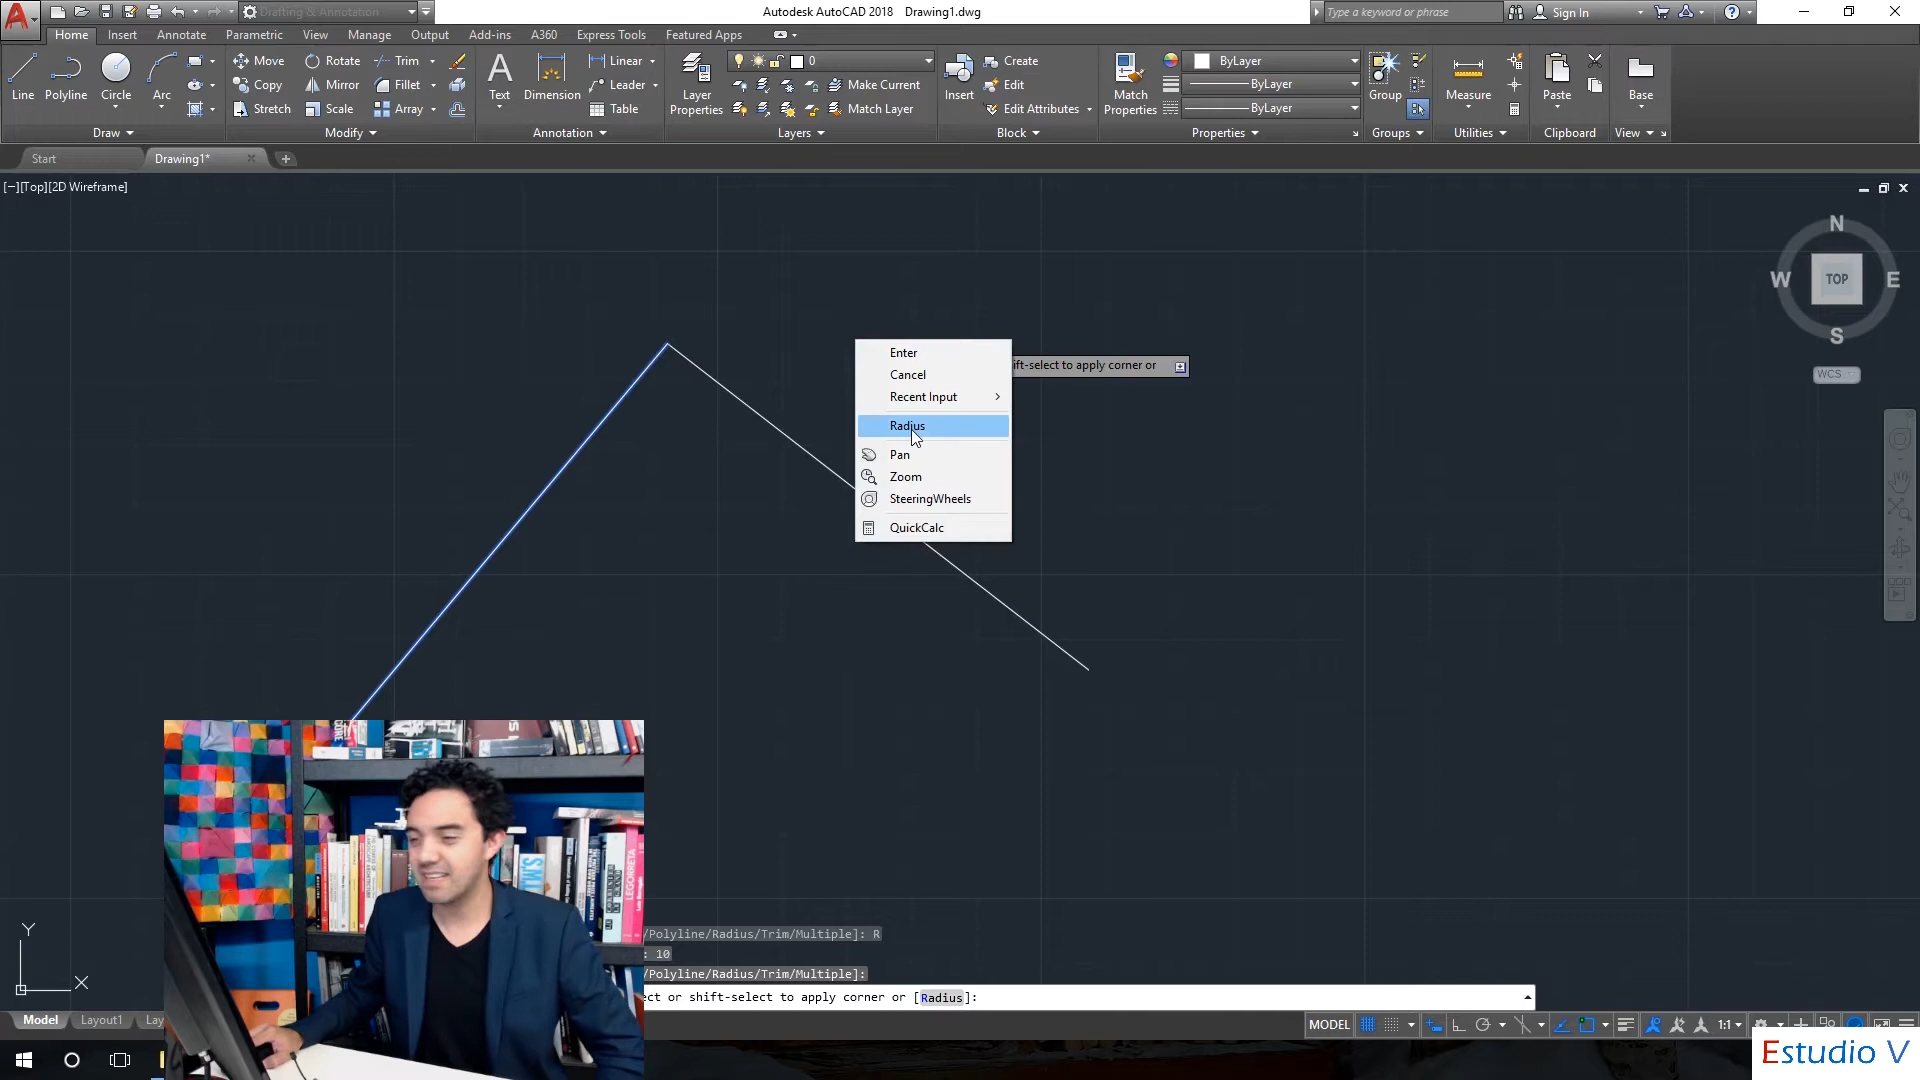 Drafting & Annotation
Autodesk AutoCAD 2018 Drawing1.dwg
Type a keyword or phrase
Sign In
Home Insert Annotate Parametric View Manage Output Add-ins A360 Express Tools Featured Apps
Line Polyline Circle Arc
Move Rotate Trim
Copy Mirror Fillet
Stretch Scale Array
Text Dimension
Linear
Leader
Table
Layer Properties
0
Make Current
Match Layer
Insert
Create
Edit
Edit Attributes
Match Properties
ByLayer
ByLayer
ByLayer
Group
Measure
Paste
Base
Draw Modify Annotation Layers Block Properties Groups Utilities Clipboard View
Start Drawing1*
[−][Top][2D Wireframe]
N
W TOP E
S
WCS
Enter
Cancel
Recent Input
Radius
Pan
Zoom
SteeringWheels
QuickCalc
ift-select to apply corner or
Y
X
LEGORRETA
S.M.
/Polyline/Radius/Trim/Multiple]: R
: 10
/Polyline/Radius/Trim/Multiple]:
ect or shift-select to apply corner or [Radius]:
Model Layout1 Lay
MODEL 1:1
Estudio V